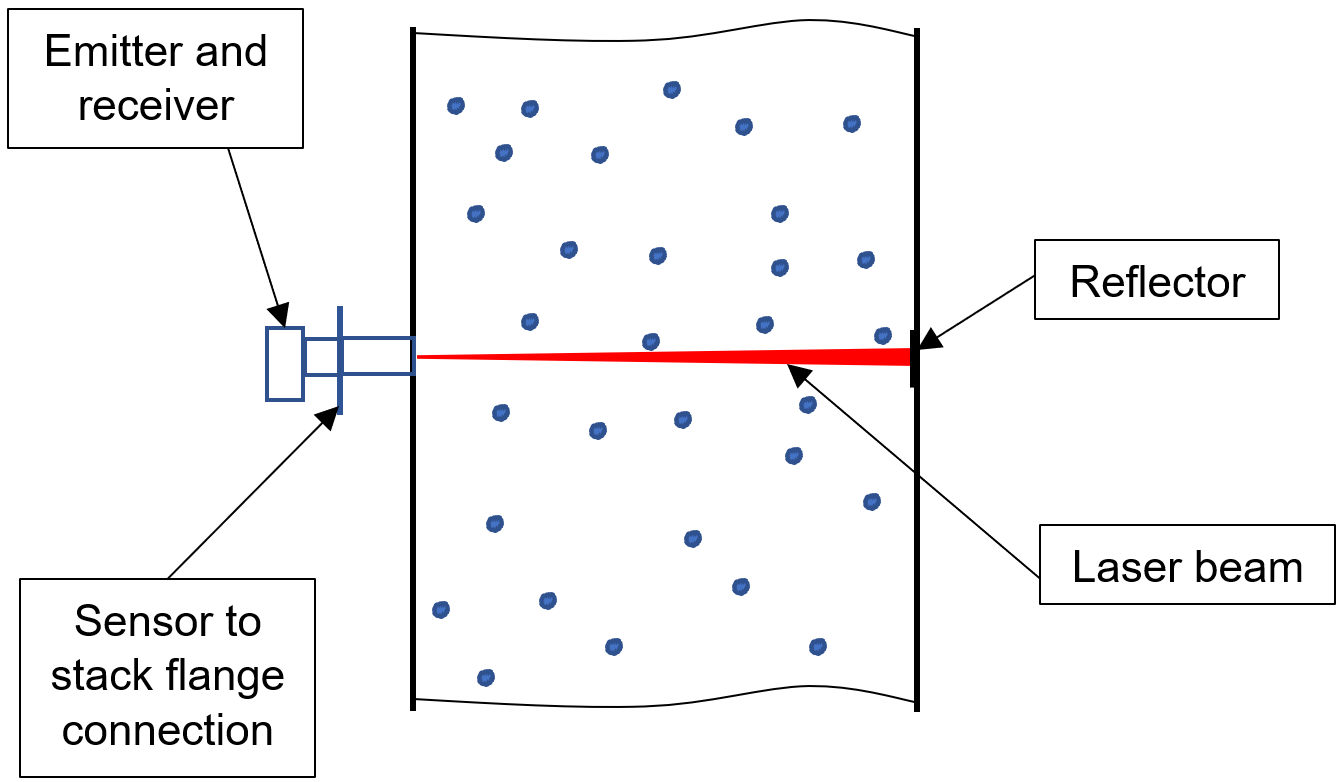 Emitter and
receiver
Reflector
Laser beam
Sensor to
stack flange
connection